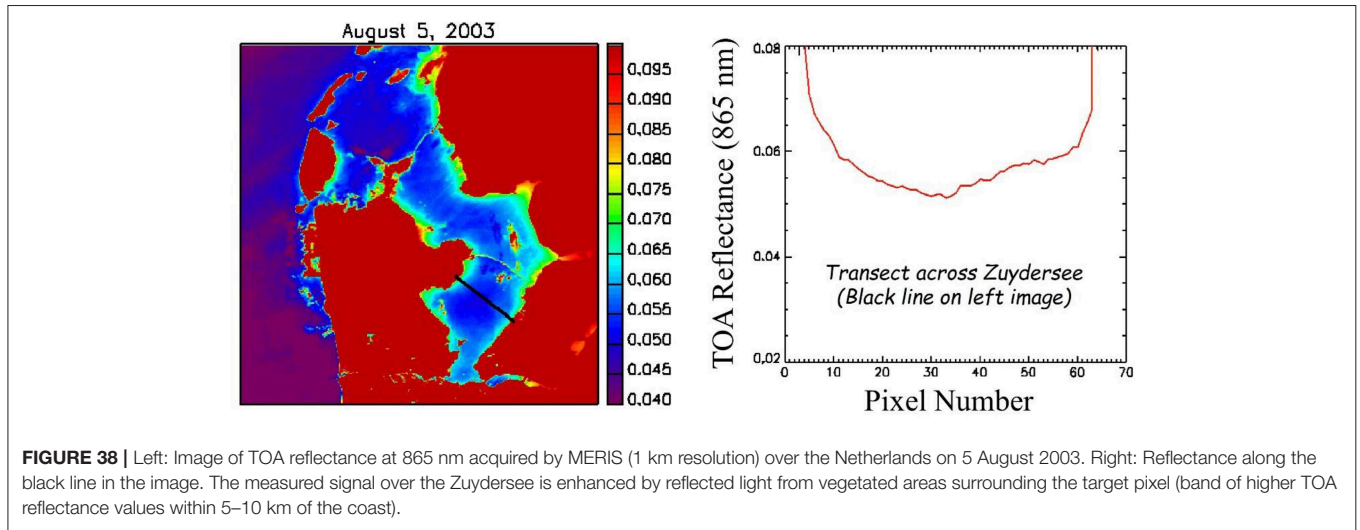 August 5, 2003
0.095
0.090
0.085
0.080
0.075
0.070
0.065
0.060
0.055
0.050
0.045
0.040
TOA Reflectance (865 nm)
0.08
0.06
0.04
0.02
Transect across Zuydersee
(Black line on left image)
0 10 20 30 40 50 60 70
Pixel Number
FIGURE 38 | Left: Image of TOA reflectance at 865 nm acquired by MERIS (1 km resolution) over the Netherlands on 5 August 2003. Right: Reflectance along the
black line in the image. The measured signal over the Zuydersee is enhanced by reflected light from vegetated areas surrounding the target pixel (band of higher TOA
reflectance values within 5–10 km of the coast).